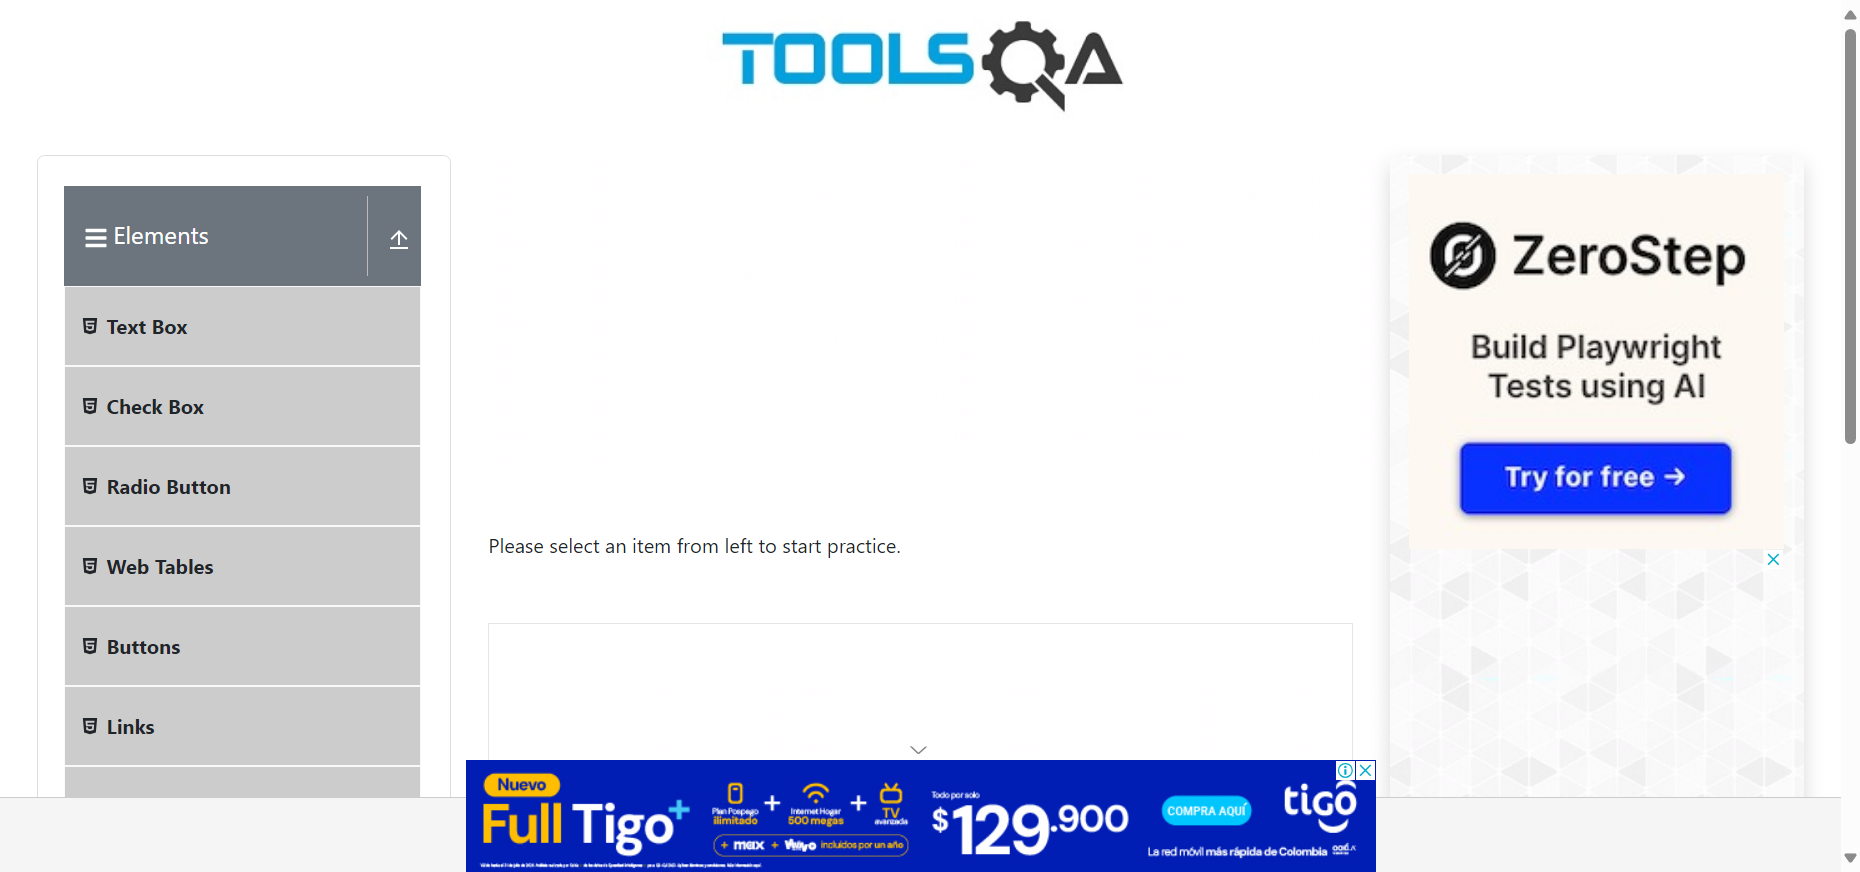 TOOLSQA
Elements
Text Box
Check Box
Radio Button
Web Tables
Buttons
Links
Please select an item from left to start practice.
ZeroStep
Build Playwright
Tests using AI
Try for free →
Nuevo
Full Tigo+
Plan Pospago
ilimitado
+
Internet Hogar
500 megas
+
TV
avanzada
+ max + Win+ incluidos por un año
Todo por solo
$129.900
COMPRA AQUÍ
tigo
La red móvil más rápida de Colombia